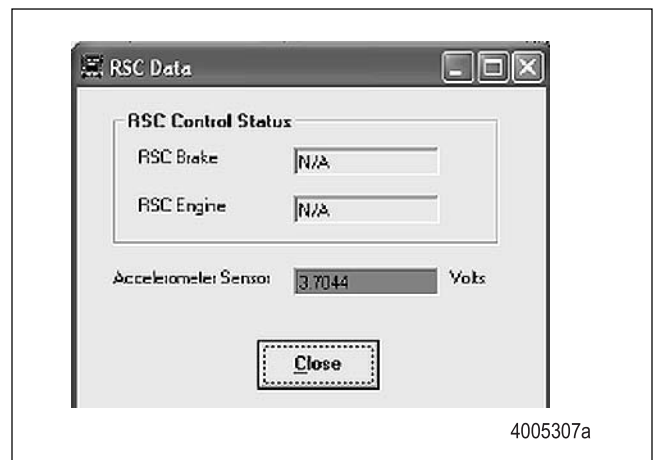 RSC Data
RSC Control Status
RSC Brake N/A
RSC Engine N/A
Accelerometer Sensor 3.7044 Volts
Close
4005307a